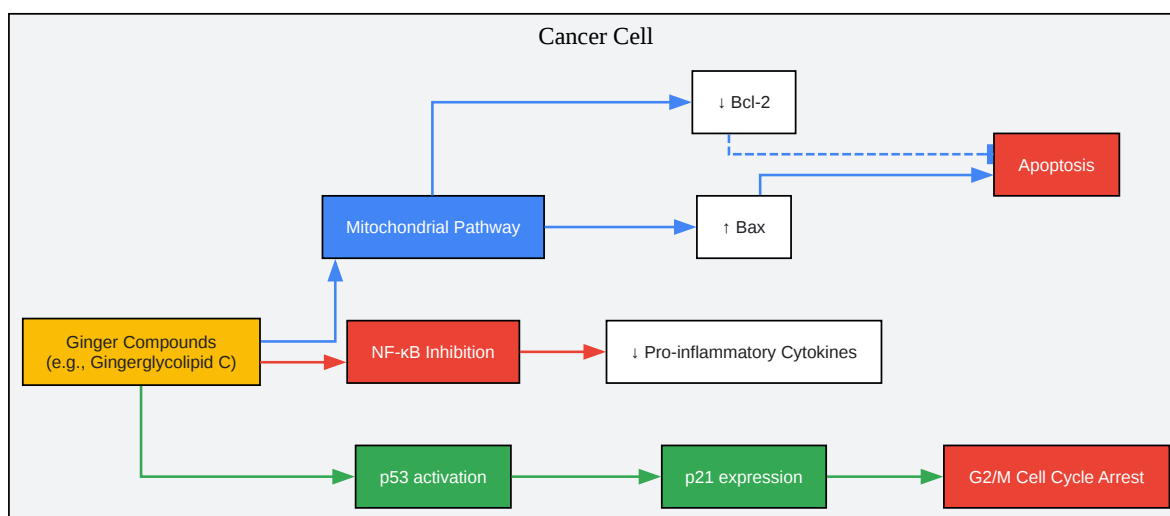 Cancer Cell
↓ Bcl-2
Apoptosis
Mitochondrial Pathway
↑ Bax
Ginger Compounds
(e.g., Gingerglycolipid C)
NF-κB Inhibition
↓ Pro-inflammatory Cytokines
p53 activation
p21 expression
G2/M Cell Cycle Arrest